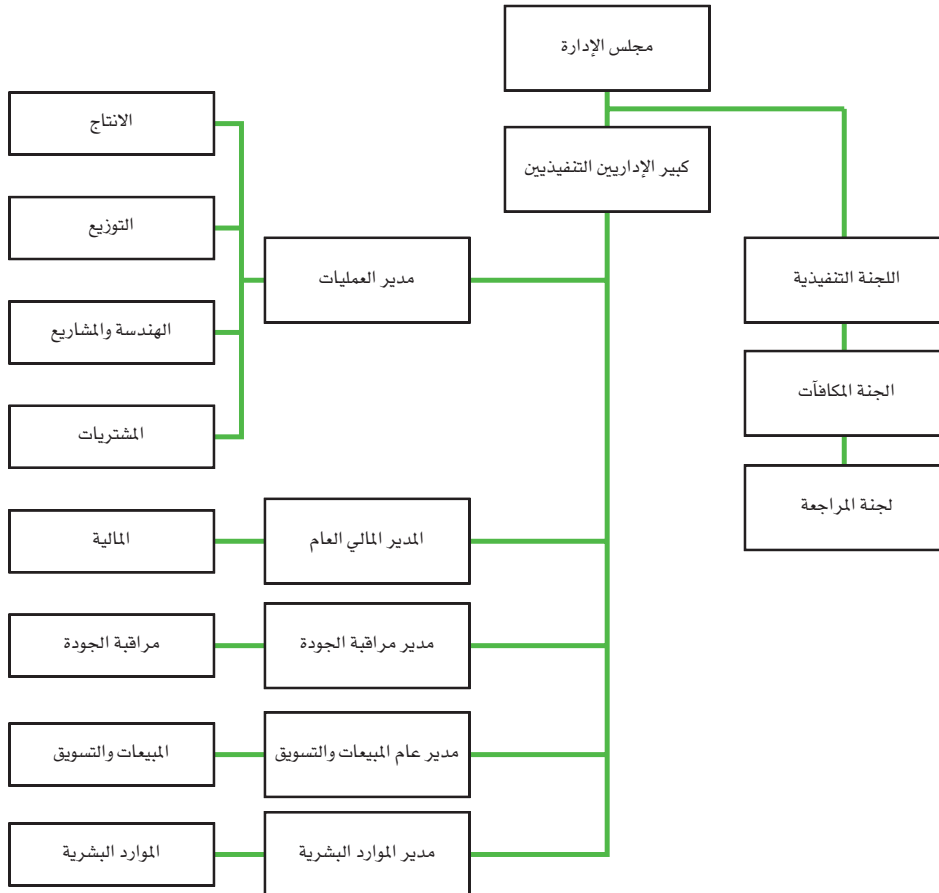 مجلس الإدارة
كبير الإداريين التنفيذيين
اللجنة التنفيذية
الجنة المكافآت
لجنة المراجعة
مدير العمليات
الانتاج
التوزيع
الهندسة والمشاريع
المشتريات
المدير المالي العام
المالية
مدير مراقبة الجودة
مراقبة الجودة
مدير عام المبيعات والتسويق
المبيعات والتسويق
مدير الموارد البشرية
الموارد البشرية